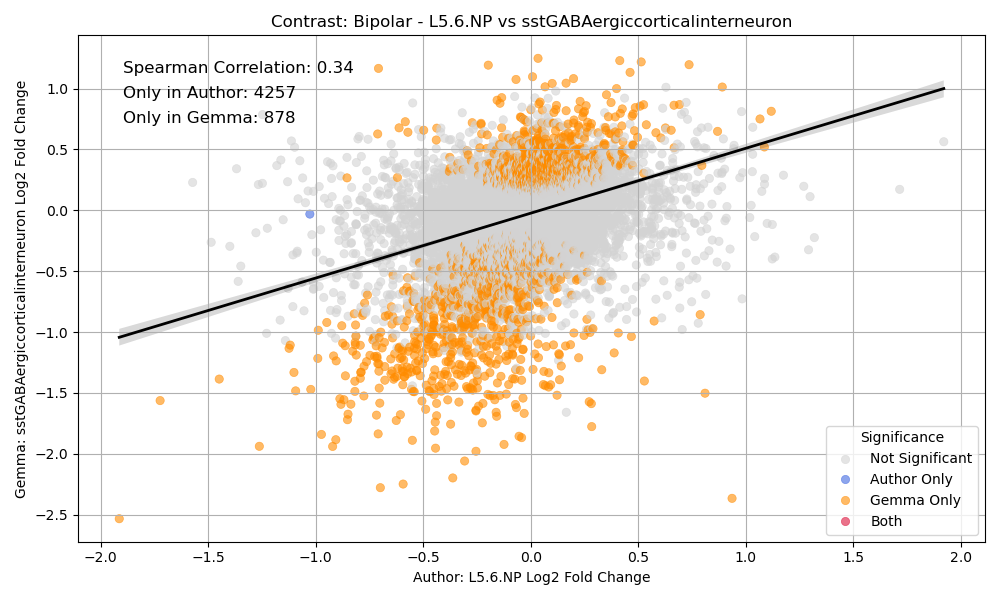 Contrast: Bipolar - L5.6.NP vs sstGABAergiccorticalinterneuron
Spearman Correlation: 0.34
Only in Author: 4257
Only in Gemma: 878
Gemma: sstGABAergiccorticalinterneuron Log2 Fold Change
1.0
0.5
0.0
−0.5
−1.0
−1.5
−2.0
−2.5
Significance
Not Significant
Author Only
Gemma Only
Both
−2.0 −1.5 −1.0 −0.5 0.0 0.5 1.0 1.5 2.0
Author: L5.6.NP Log2 Fold Change